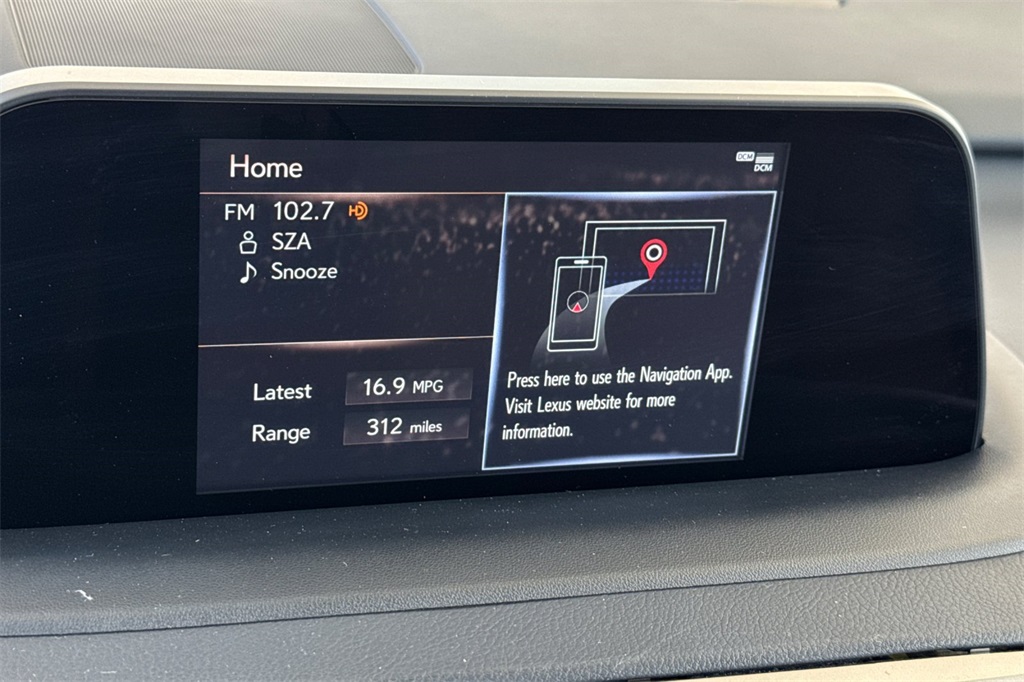 Home
DCM
DCM
FM 102.7 HD
SZA
Snooze
Latest 16.9 MPG
Range 312 miles
Press here to use the Navigation App.
Visit Lexus website for more
information.